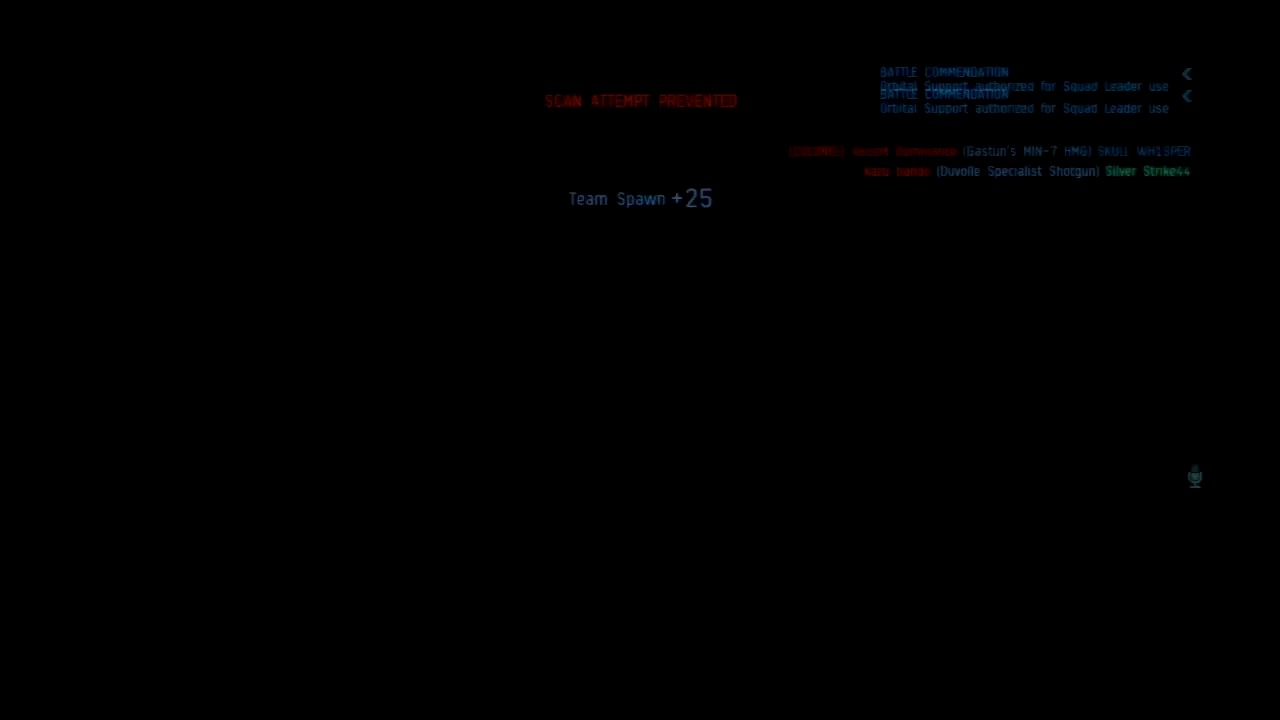 BATTLE COMMENDATION
Orbital Support authorized for Squad Leader use
BATTLE COMMENDATION
Orbital Support authorized for Squad Leader use
SCAN ATTEMPT PREVENTED
(Gastun's MIN-7 HMG) SKULL WH1SPER
(Duvolle Specialist Shotgun) Silver Strike44
Team Spawn +25